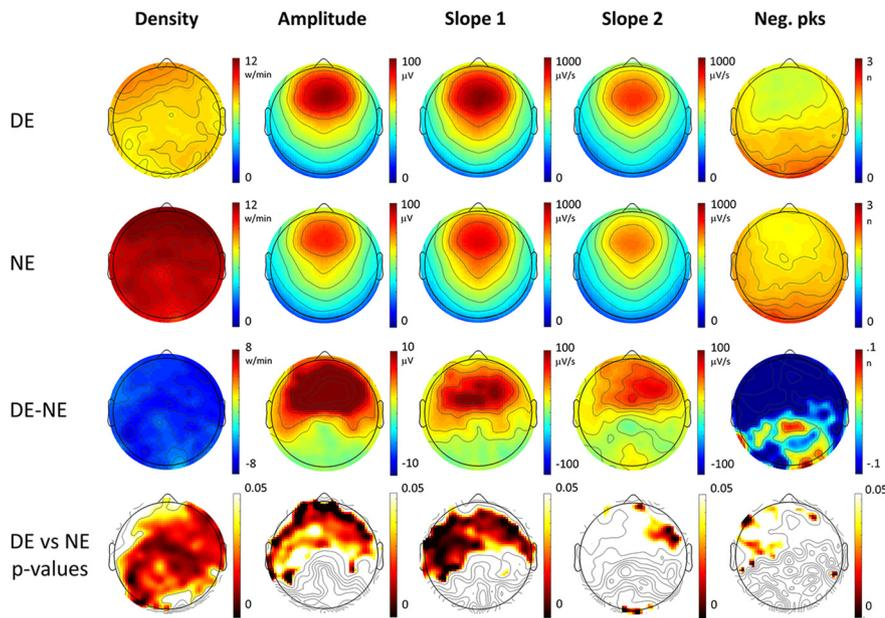 Density Amplitude Slope 1 Slope 2 Neg. pks
DE
12 w/min 0
100 µV 0
1000 µV/s 0
1000 µV/s 0
3 n 0
NE
12 w/min 0
100 µV 0
1000 µV/s 0
1000 µV/s 0
3 n 0
DE-NE
8 w/min -8
10 µV -10
100 µV/s -100
100 µV/s -100
.1 n -.1
DE vs NE
p-values
0.05 0
0.05 0
0.05 0
0.05 0
0.05 0